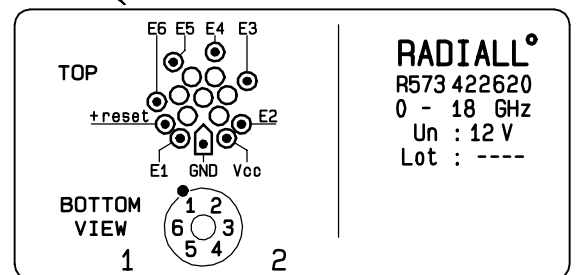 E6 E5 E4 E3
TOP
+reset
E2
E1 GND Vcc
BOTTOM
VIEW
1 2
6 3
5 4
1 2
RADIALL°
R573 422620
0 - 18 GHz
Un : 12 V
Lot : ----